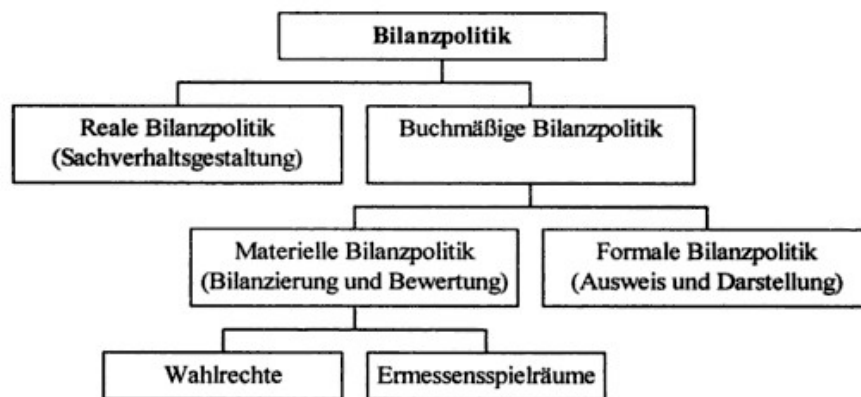 Bilanzpolitik
Reale Bilanzpolitik
(Sachverhaltsgestaltung)
Buchmäßige Bilanzpolitik
Materielle Bilanzpolitik
(Bilanzierung und Bewertung)
Formale Bilanzpolitik
(Ausweis und Darstellung)
Wahlrechte
Ermessensspielräume